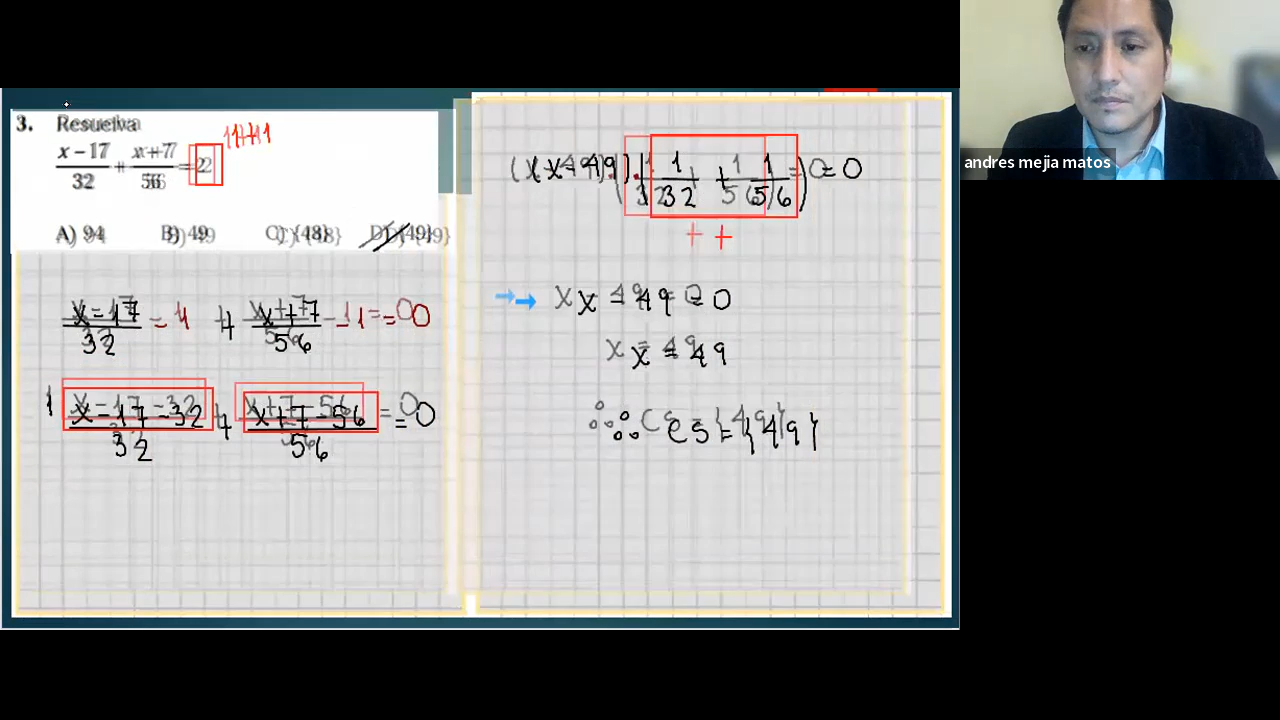 3. Resuelva
x – 17 / 32 + x + 7 / 56 = 2 1+1
A) 94 B) 49 C) {48} D) {49}
x – 17 / 32 – 1 + x + 7 / 56 – 1 = 0
x – 17 – 32 / 32 + x + 7 – 56 / 56 = 0
(x – 49) · ( 1 / 32 + 1 / 56 ) = 0
+
x – 49 = 0
x = 49
∴ CS = {49}
andres mejia matos